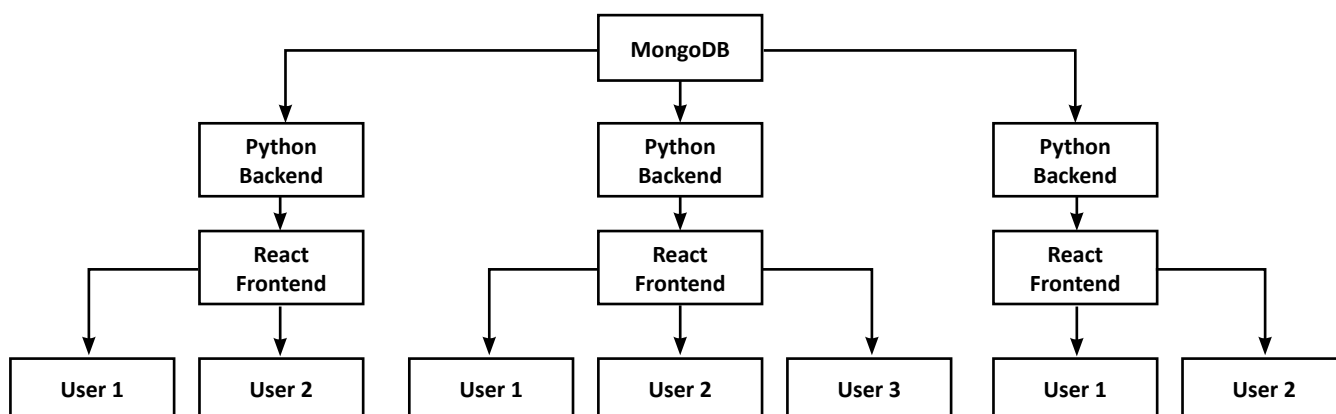 MongoDB
Python
Backend
Python
Backend
Python
Backend
React
Frontend
React
Frontend
React
Frontend
User 1
User 2
User 1
User 2
User 3
User 1
User 2